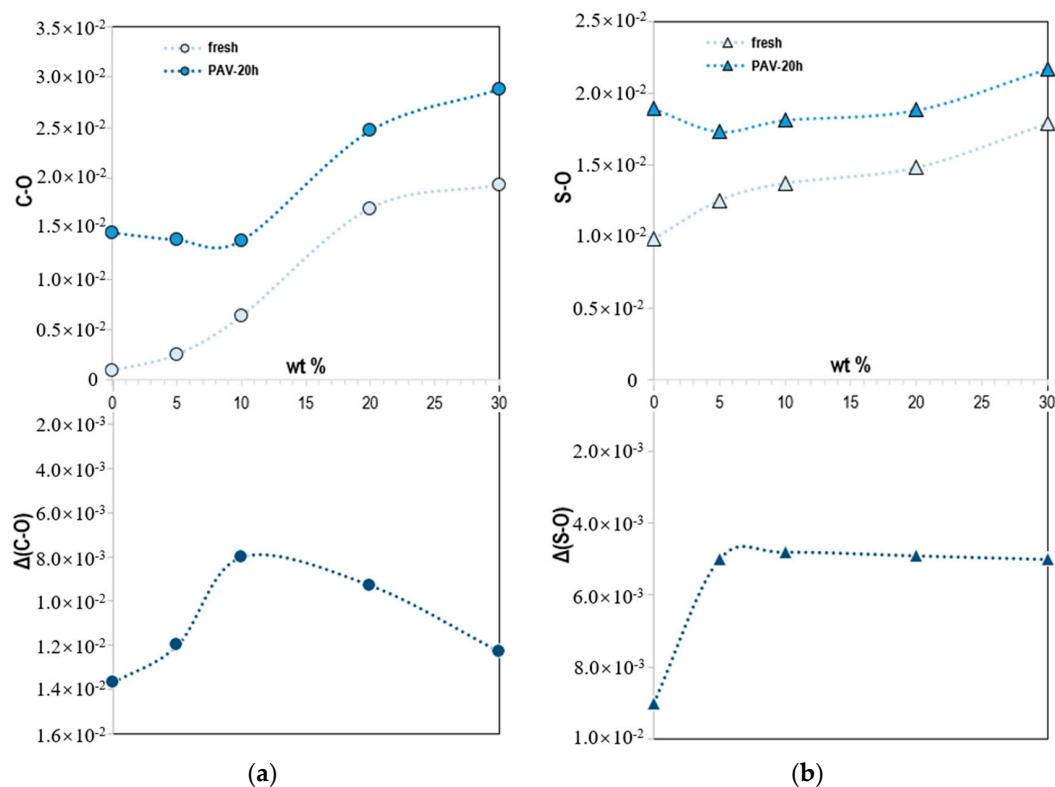 3.5×10⁻²
3.0×10⁻²
2.5×10⁻²
2.0×10⁻²
1.5×10⁻²
1.0×10⁻²
0.5×10⁻²
0
C-O
fresh
PAV-20h
wt %
0 5 10 15 20 25 30
2.0×10⁻³
4.0×10⁻³
6.0×10⁻³
8.0×10⁻³
1.0×10⁻²
1.2×10⁻²
1.4×10⁻²
1.6×10⁻²
Δ(C-O)
(a)
2.5×10⁻²
2.0×10⁻²
1.5×10⁻²
1.0×10⁻²
0.5×10⁻²
0
S-O
fresh
PAV-20h
wt %
0 5 10 15 20 25 30
2.0×10⁻³
4.0×10⁻³
6.0×10⁻³
8.0×10⁻³
1.0×10⁻²
Δ(S-O)
(b)